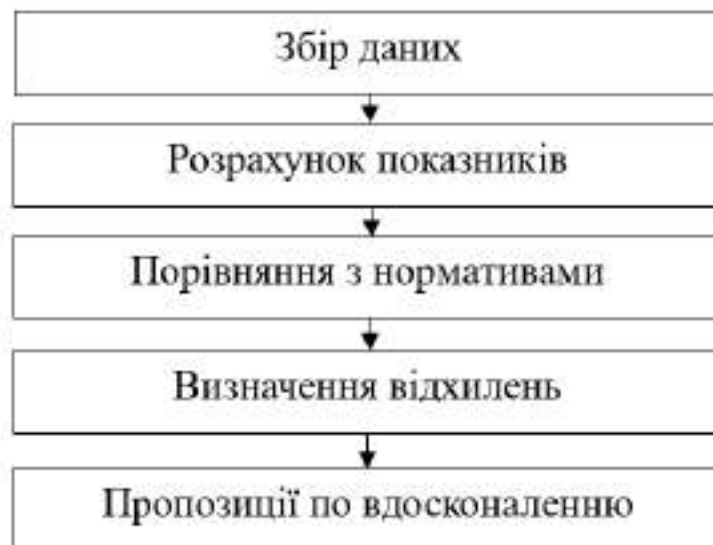 Збір даних
Розрахунок показників
Порівняння з нормативами
Визначення відхилень
Пропозиції по вдосконаленню